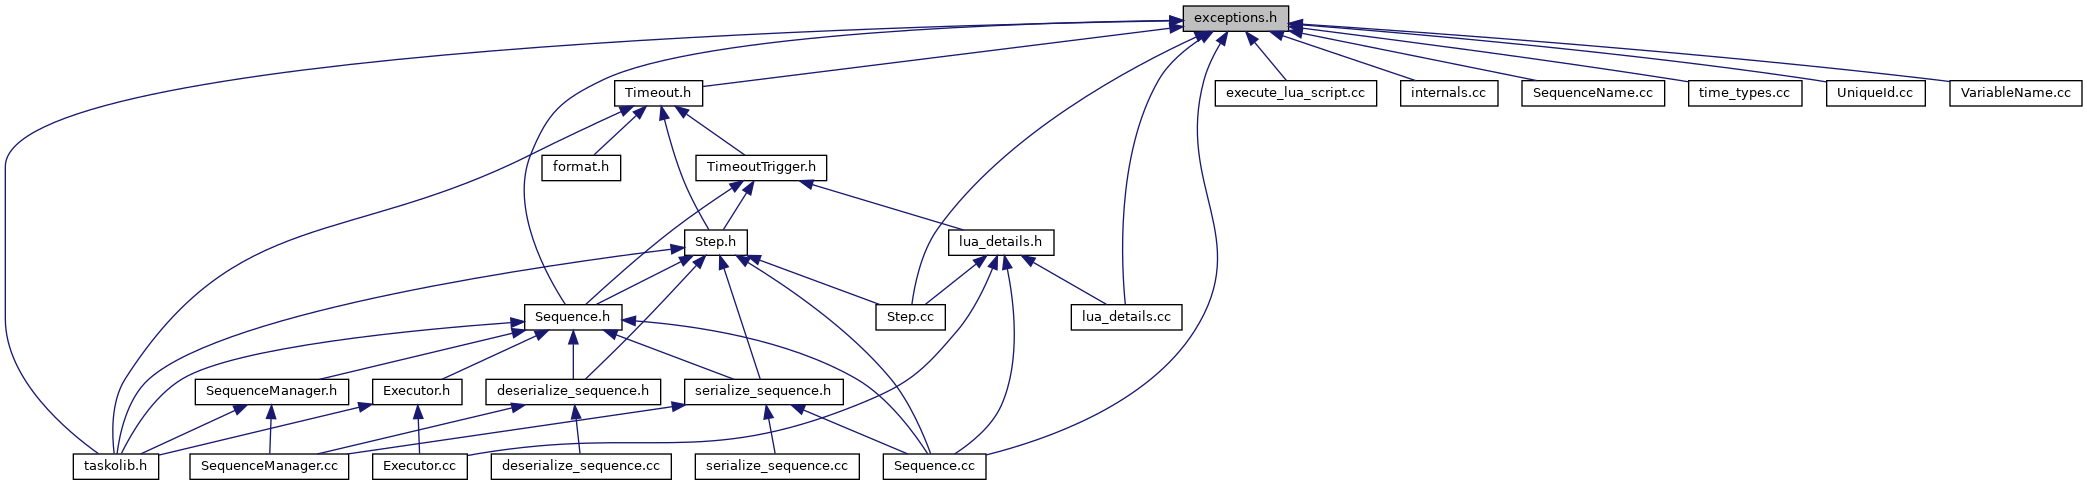 exceptions.h
Timeout.h
execute_lua_script.cc
internals.cc
SequenceName.cc
time_types.cc
UniqueId.cc
VariableName.cc
format.h
TimeoutTrigger.h
Step.h
lua_details.h
Sequence.h
Step.cc
lua_details.cc
SequenceManager.h
Executor.h
deserialize_sequence.h
serialize_sequence.h
taskolib.h
SequenceManager.cc
Executor.cc
deserialize_sequence.cc
serialize_sequence.cc
Sequence.cc